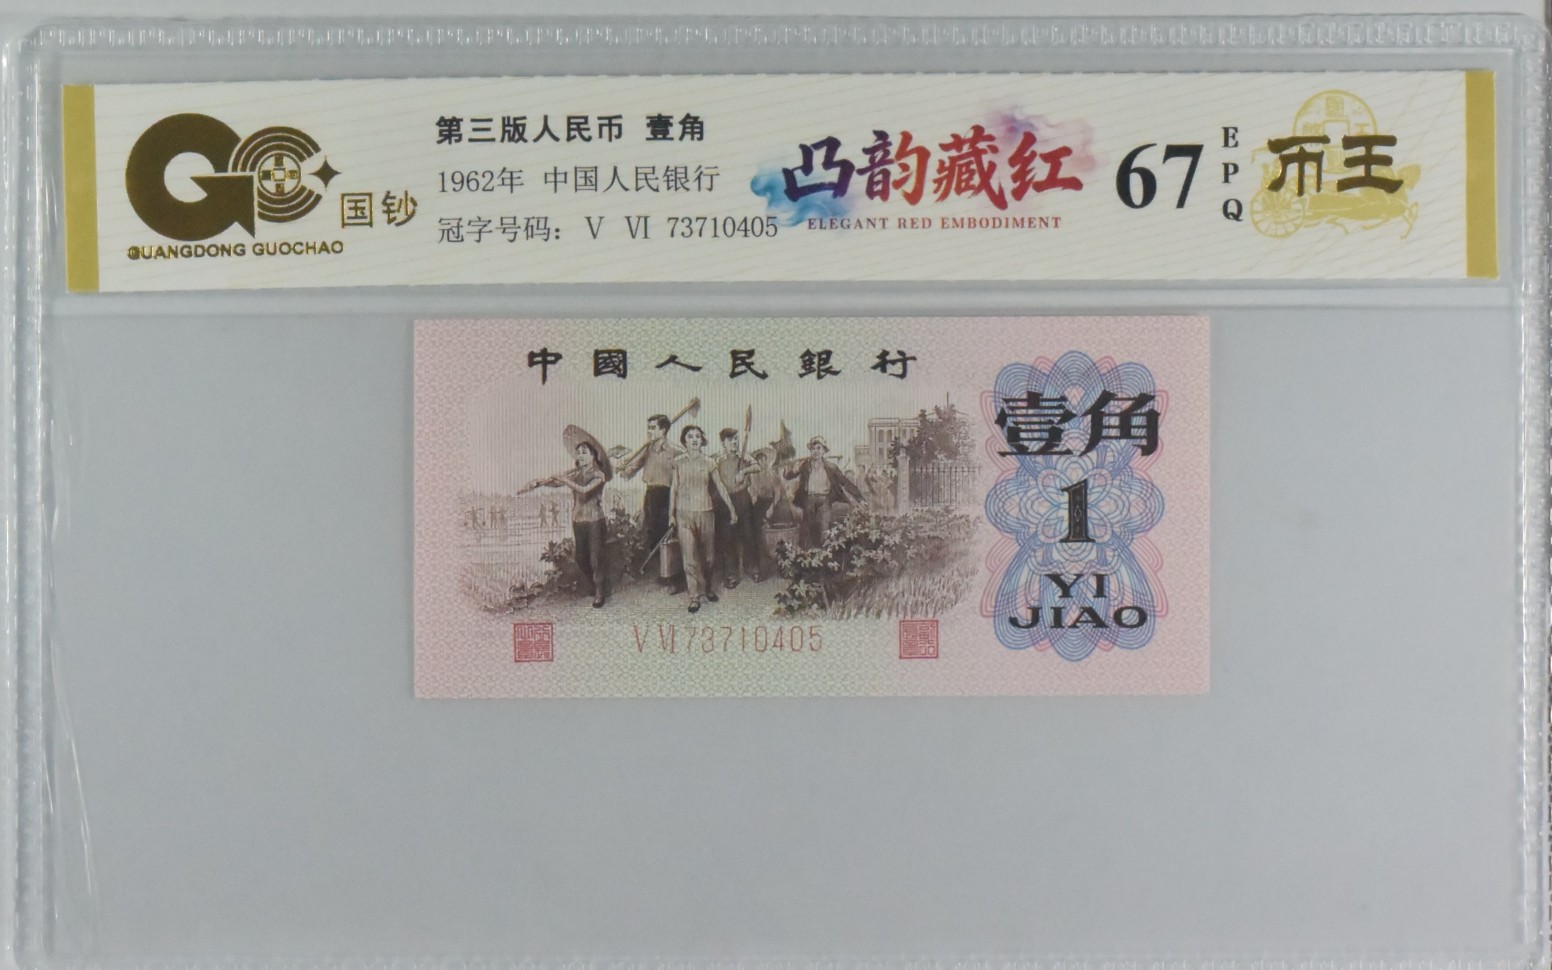 国钞
GUANGDONG GUOCHAO
第三版人民币 壹角
1962年 中国人民银行
冠字号码: Ⅴ Ⅵ 73710405
凸韵藏红
ELEGANT RED EMBODIMENT
67
EPQ
币王
中國人民銀行
壹角
1
YI
JIAO
Ⅴ Ⅵ 73710405